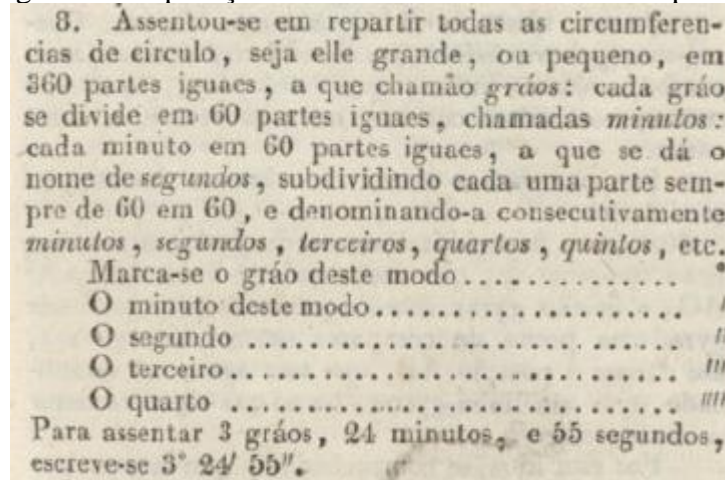 8. Assentou-se em repartir todas as circumferen-
cias de circulo, seja elle grande, ou pequeno, em
360 partes iguaes, a que chamão gráos: cada gráo
se divide em 60 partes iguaes, chamadas minutos:
cada minuto em 60 partes iguaes, a que se dá o
nome de segundos, subdividindo cada uma parte sem-
pre de 60 em 60, e denominando-a consecutivamente
minutos, segundos, terceiros, quartos, quintos, etc.
Marca-se o gráo deste modo............... °
O minuto deste modo..................... ′
O segundo .............................. ″
O terceiro.............................. ‴
O quarto ............................... ⁗
Para assentar 3 gráos, 24 minutos, e 55 segundos,
escreve-se 3° 24′ 55″.